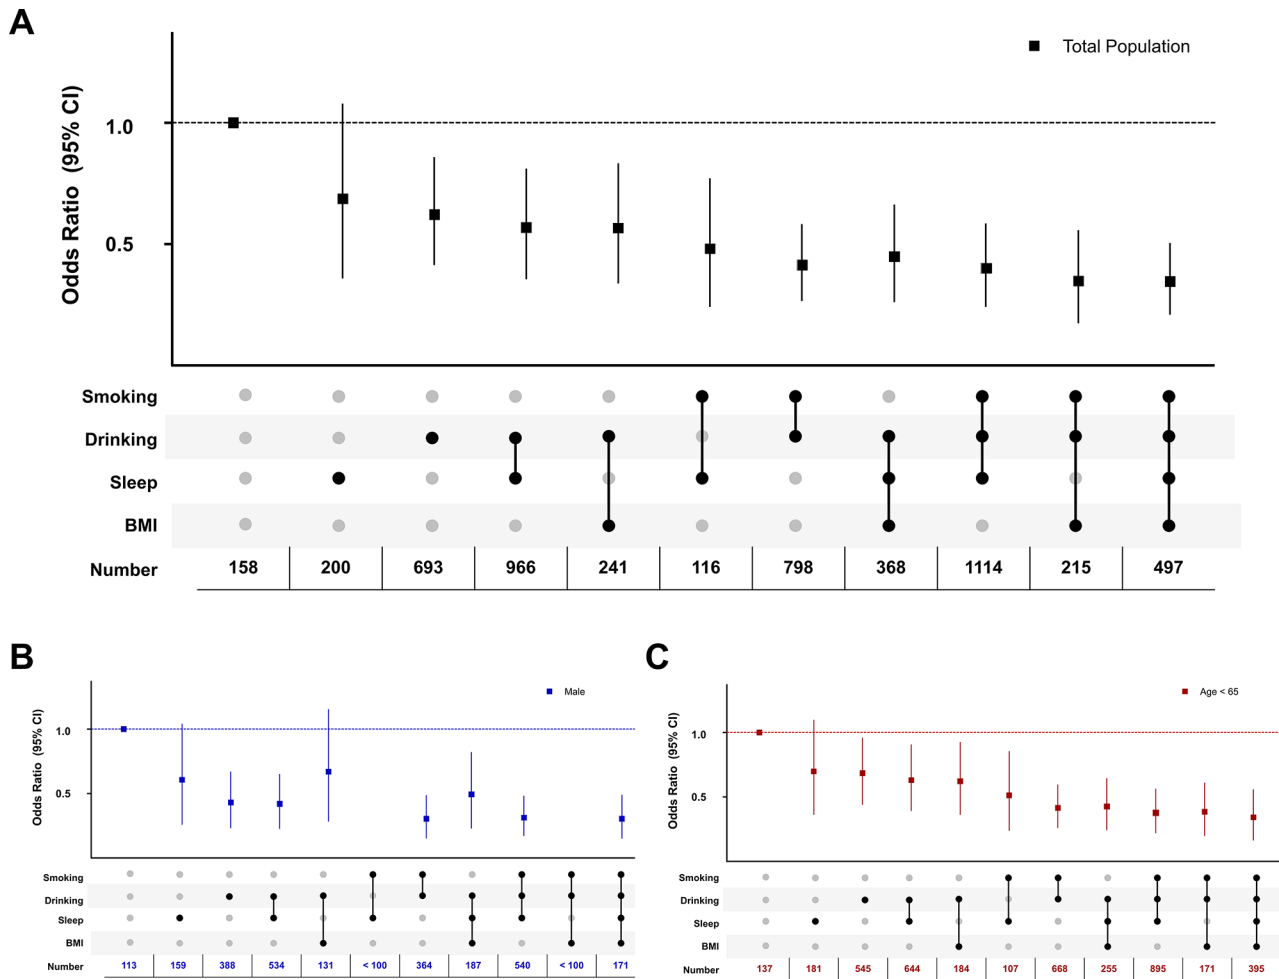 A
Total Population
Odds Ratio (95% CI)
1.0
0.5
Smoking
Drinking
Sleep
BMI
Number 158 200 693 966 241 116 798 368 1114 215 497
B
Male
Odds Ratio (95% CI)
1.0
0.5
Smoking
Drinking
Sleep
BMI
Number 113 159 388 534 131 < 100 364 187 540 < 100 171
C
Age < 65
Odds Ratio (95% CI)
1.0
0.5
Smoking
Drinking
Sleep
BMI
Number 137 181 545 644 184 107 668 255 895 171 395